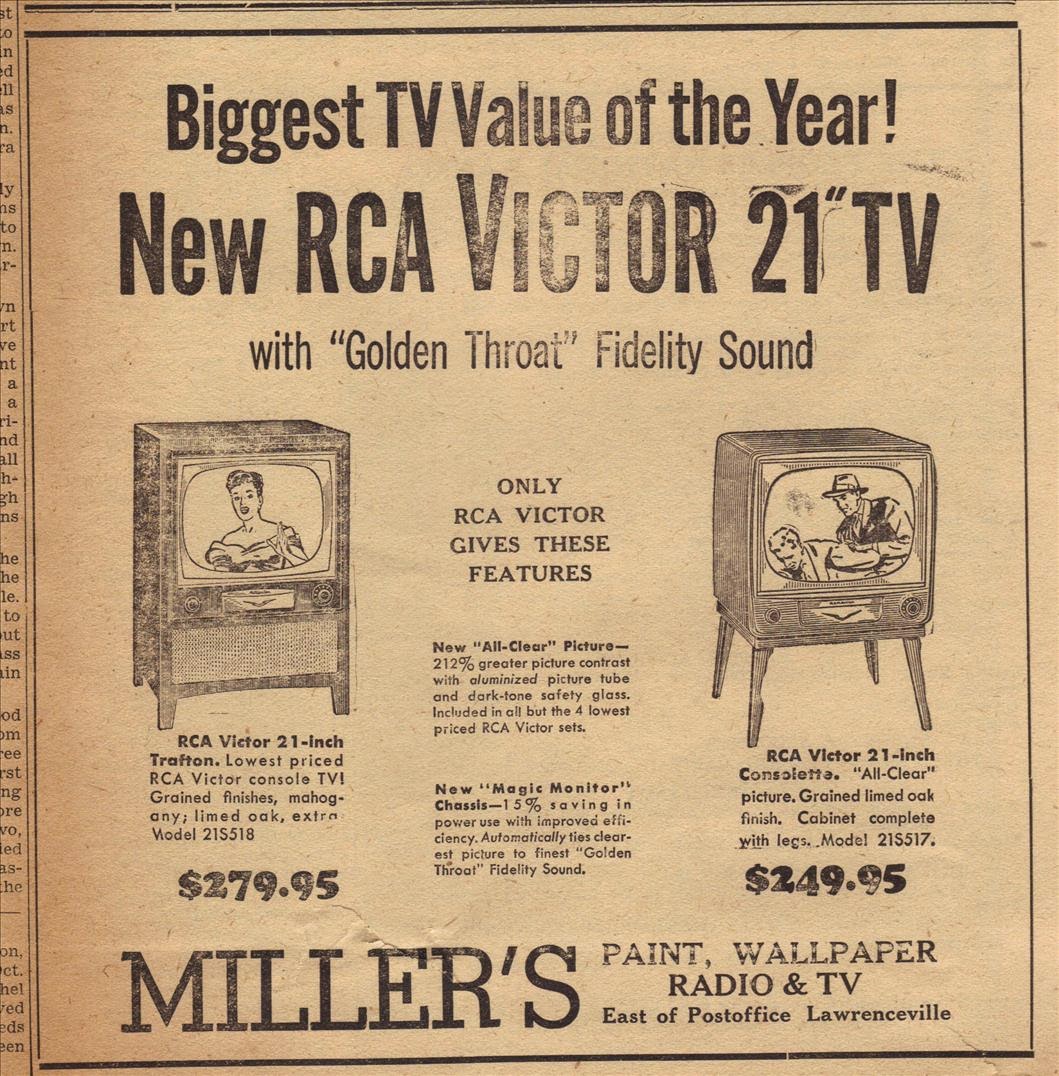 Biggest TV Value of the Year!
New RCA VICTOR 21" TV
with "Golden Throat" Fidelity Sound
ONLY
RCA VICTOR
GIVES THESE
FEATURES
New "All-Clear" Picture—
212% greater picture contrast
with aluminized picture tube
and dark-tone safety glass.
Included in all but the 4 lowest
priced RCA Victor sets.
New "Magic Monitor"
Chassis—15% saving in
power use with improved effi-
ciency. Automatically ties clear-
est picture to finest "Golden
Throat" Fidelity Sound.
RCA Victor 21-inch
Trafton. Lowest priced
RCA Victor console TV!
Grained finishes, mahog-
any; limed oak, extra
Model 21S518
$279.95
RCA Victor 21-inch
Consolette. "All-Clear"
picture. Grained limed oak
finish. Cabinet complete
with legs. Model 21S517.
$249.95
MILLER'S
PAINT, WALLPAPER
RADIO & TV
East of Postoffice Lawrenceville